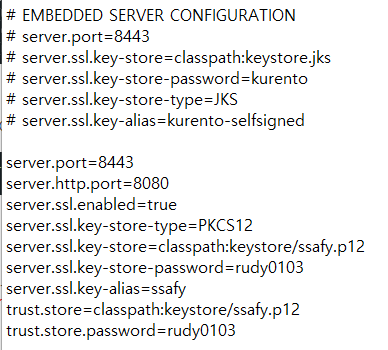 # EMBEDDED SERVER CONFIGURATION
# server.port=8443
# server.ssl.key-store=classpath:keystore.jks
# server.ssl.key-store-password=kurento
# server.ssl.key-store-type=JKS
# server.ssl.key-alias=kurento-selfsigned

server.port=8443
server.http.port=8080
server.ssl.enabled=true
server.ssl.key-store-type=PKCS12
server.ssl.key-store=classpath:keystore/ssafy.p12
server.ssl.key-store-password=rudy0103
server.ssl.key-alias=ssafy
trust.store=classpath:keystore/ssafy.p12
trust.store.password=rudy0103